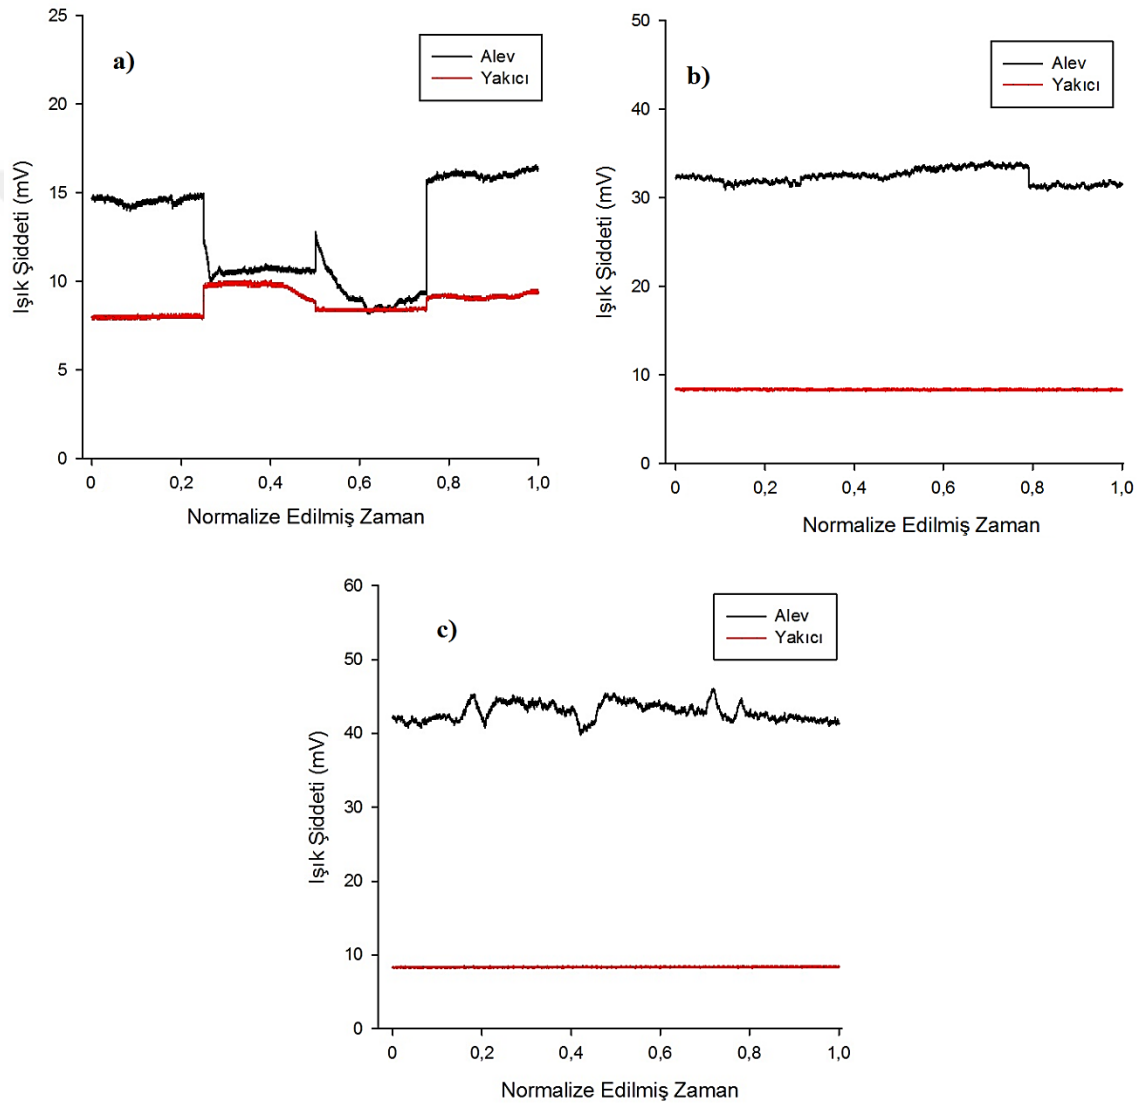 a)
Alev
Yakıcı
Işık Şiddeti (mV)
25
20
15
10
5
0
0
0,2
0,4
0,6
0,8
1,0
Normalize Edilmiş Zaman
b)
Alev
Yakıcı
Işık Şiddeti (mV)
50
40
30
20
10
0
0
0,2
0,4
0,6
0,8
1,0
Normalize Edilmiş Zaman
c)
Alev
Yakıcı
Işık Şiddeti (mV)
60
50
40
30
20
10
0
0
0,2
0,4
0,6
0,8
1,0
Normalize Edilmiş Zaman